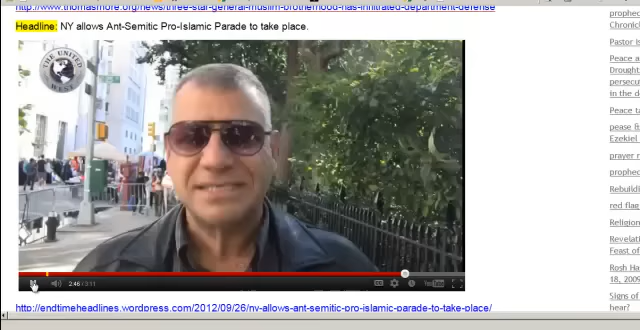 http://www.thomasmore.org/news/three-star-general-muslim-brotherhood-has-infiltrated-department-defense
Headline: NY allows Ant-Semitic Pro-Islamic Parade to take place.
THE UNITED
WEST
2:46 / 3:11
http://endtimeheadlines.wordpress.com/2012/09/26/ny-allows-ant-semitic-pro-islamic-parade-to-take-place/
prophec
Chronicl
Pastor is
Peace a
Drought
persecut
in the d
Peace ta
pease fi
Ezekiel
prayer r
prophec
Rebuildi
red flag
Religion
Revelati
Feast of
Rosh Ha
18, 2009
Signs of
hear?